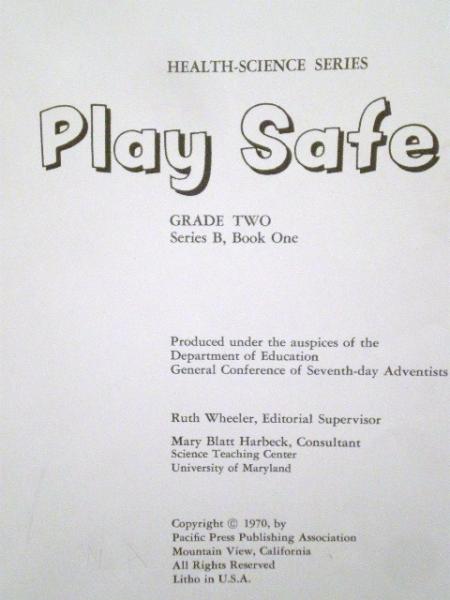 HEALTH-SCIENCE SERIES
Play Safe
GRADE TWO
Series B, Book One
Produced under the auspices of the
Department of Education
General Conference of Seventh-day Adventists
Ruth Wheeler, Editorial Supervisor
Mary Blatt Harbeck, Consultant
Science Teaching Center
University of Maryland
Copyright © 1970, by
Pacific Press Publishing Association
Mountain View, California
All Rights Reserved
Litho in U.S.A.